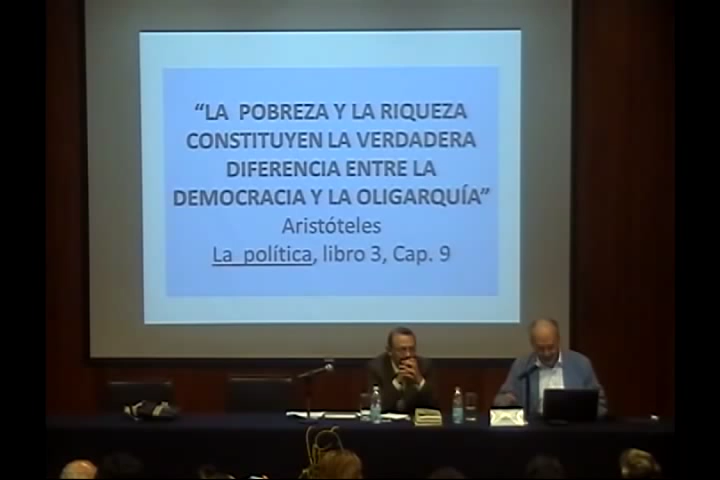 “LA POBREZA Y LA RIQUEZA
CONSTITUYEN LA VERDADERA
DIFERENCIA ENTRE LA
DEMOCRACIA Y LA OLIGARQUÍA”
Aristóteles
La política, libro 3, Cap. 9